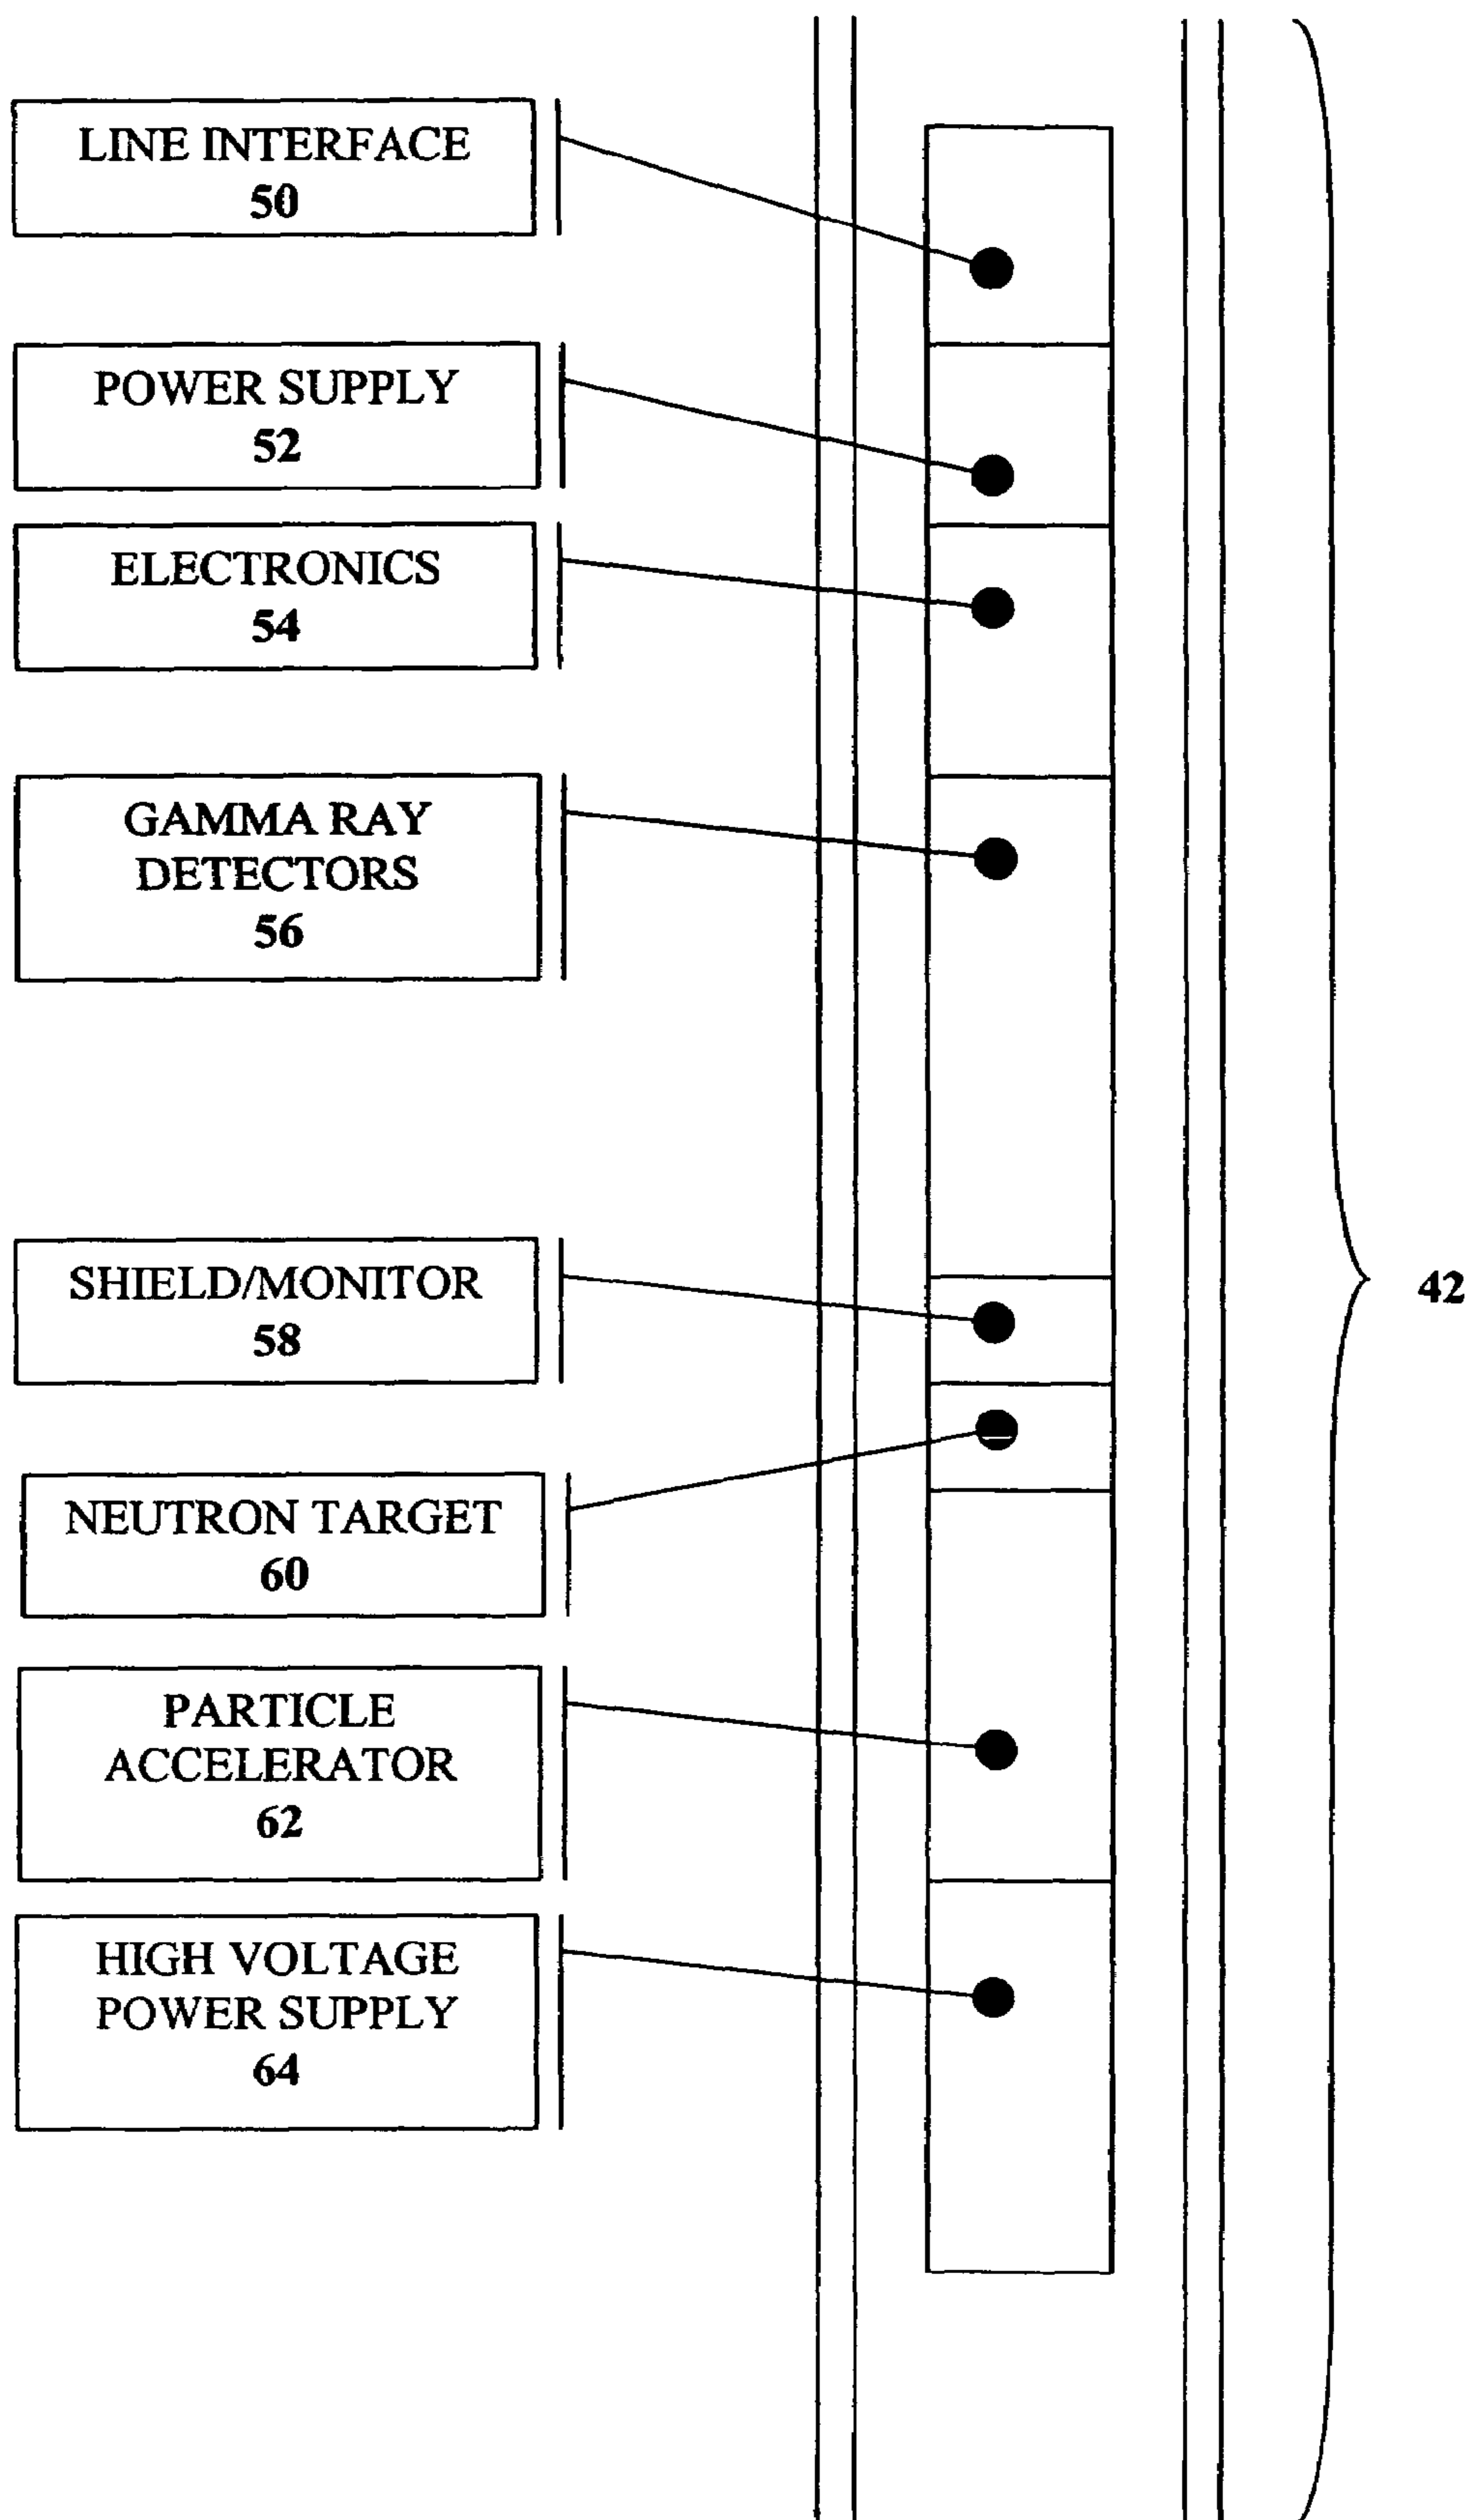 LINE INTERFACE
50
POWER SUPPLY
52
ELECTRONICS
54
GAMMA RAY
DETECTORS
56
SHIELD/MONITOR
58
42
NEUTRON TARGET
60
PARTICLE
ACCELERATOR
62
HIGH VOLTAGE
POWER SUPPLY
64